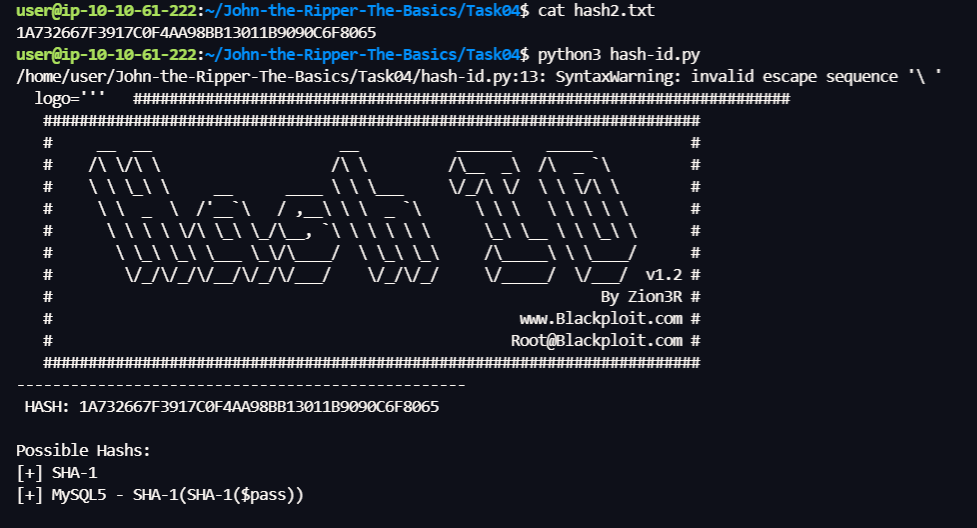 user@ip-10-10-61-222:~/John-the-Ripper-The-Basics/Task04$ cat hash2.txt
1A732667F3917C0F4AA98BB13011B9090C6F8065
user@ip-10-10-61-222:~/John-the-Ripper-The-Basics/Task04$ python3 hash-id.py
/home/user/John-the-Ripper-The-Basics/Task04/hash-id.py:13: SyntaxWarning: invalid escape sequence '\ '
  logo='''   #########################################################################
   #########################################################################
   #     __  __                     __           ______    _____           #
   #    /\ \/\ \                   /\ \         /\__  _\  /\  _ `\         #
   #    \ \ \_\ \     __      ____ \ \ \___     \/_/\ \/  \ \ \/\ \        #
   #     \ \  _  \  /'__`\   / ,__\ \ \  _ `\      \ \ \   \ \ \ \ \       #
   #      \ \ \ \ \/\ \_\ \_/\__, `\ \ \ \ \ \      \_\ \__ \ \ \_\ \      #
   #       \ \_\ \_\ \___ \_\/\____/  \ \_\ \_\     /\_____\ \ \____/      #
   #        \/_/\/_/\/__/\/_/\/___/    \/_/\/_/     \/_____/  \/___/  v1.2 #
   #                                                             By Zion3R #
   #                                                    www.Blackploit.com #
   #                                                   Root@Blackploit.com #
   #########################################################################
--------------------------------------------------
 HASH: 1A732667F3917C0F4AA98BB13011B9090C6F8065

Possible Hashs:
[+] SHA-1
[+] MySQL5 - SHA-1(SHA-1($pass))